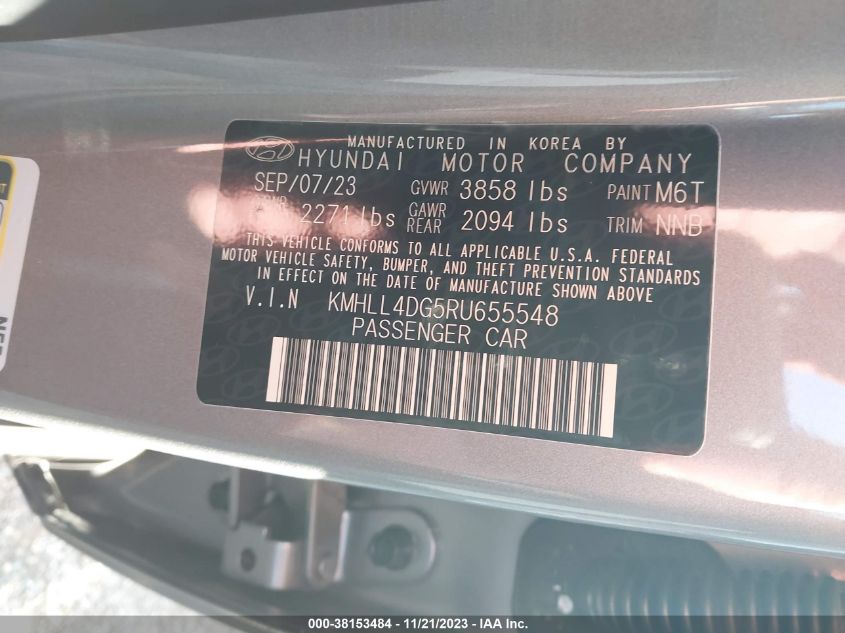 MANUFACTURED IN KOREA BY
HYUNDAI MOTOR COMPANY
SEP/07/23 GVWR 3858 lbs PAINT M6T
2271 lbs GAWR REAR 2094 lbs TRIM NNB
THIS VEHICLE CONFORMS TO ALL APPLICABLE U.S.A. FEDERAL
MOTOR VEHICLE SAFETY, BUMPER, AND THEFT PREVENTION STANDARDS
IN EFFECT ON THE DATE OF MANUFACTURE SHOWN ABOVE
V.I.N KMHLL4DG5RU655548
PASSENGER CAR
000-38153484 - 11/21/2023 - IAA Inc.